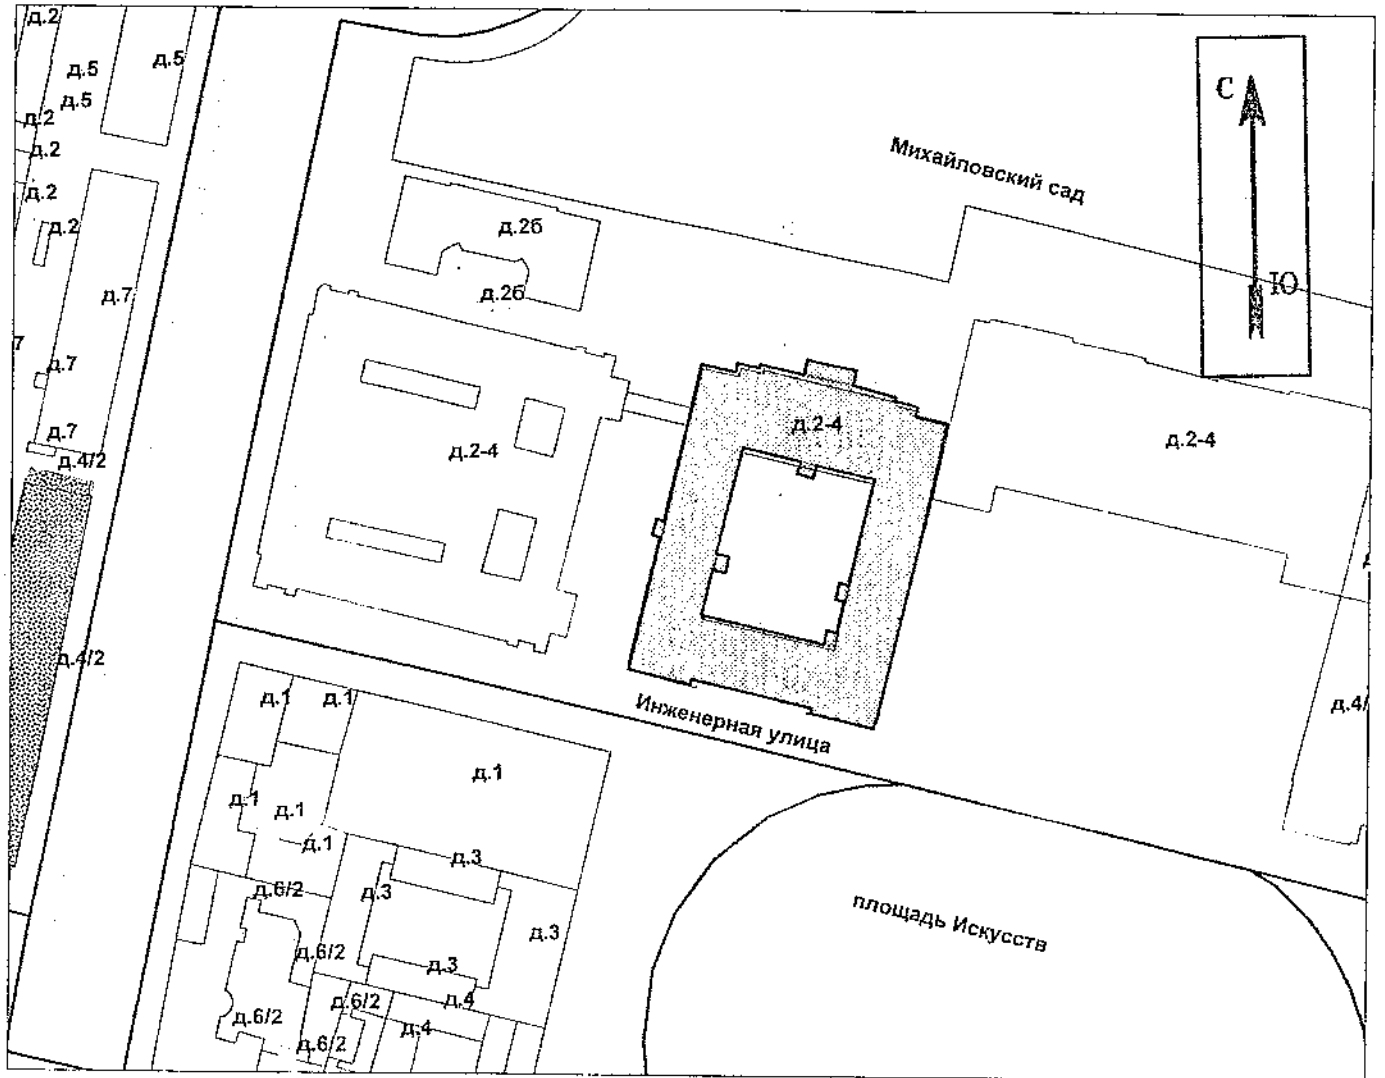 д.2
д.5
д.5
д.5
д.2
д.2
д.2
д.2
д.7
7
д.7
д.7
д.4/2
д.4/2
С
Ю
Михайловский сад
д.2б
д.2б
д.2-4
д.2-4
д.2-4
д.4/
Инженерная улица
площадь Искусств
д.1
д.1
д.1
д.1
д.1
д.1
д.3
д.3
д.3
д.3
д.6/2
д.6/2
д.6/2
д.6/2
д.6/2
д.4
д.4